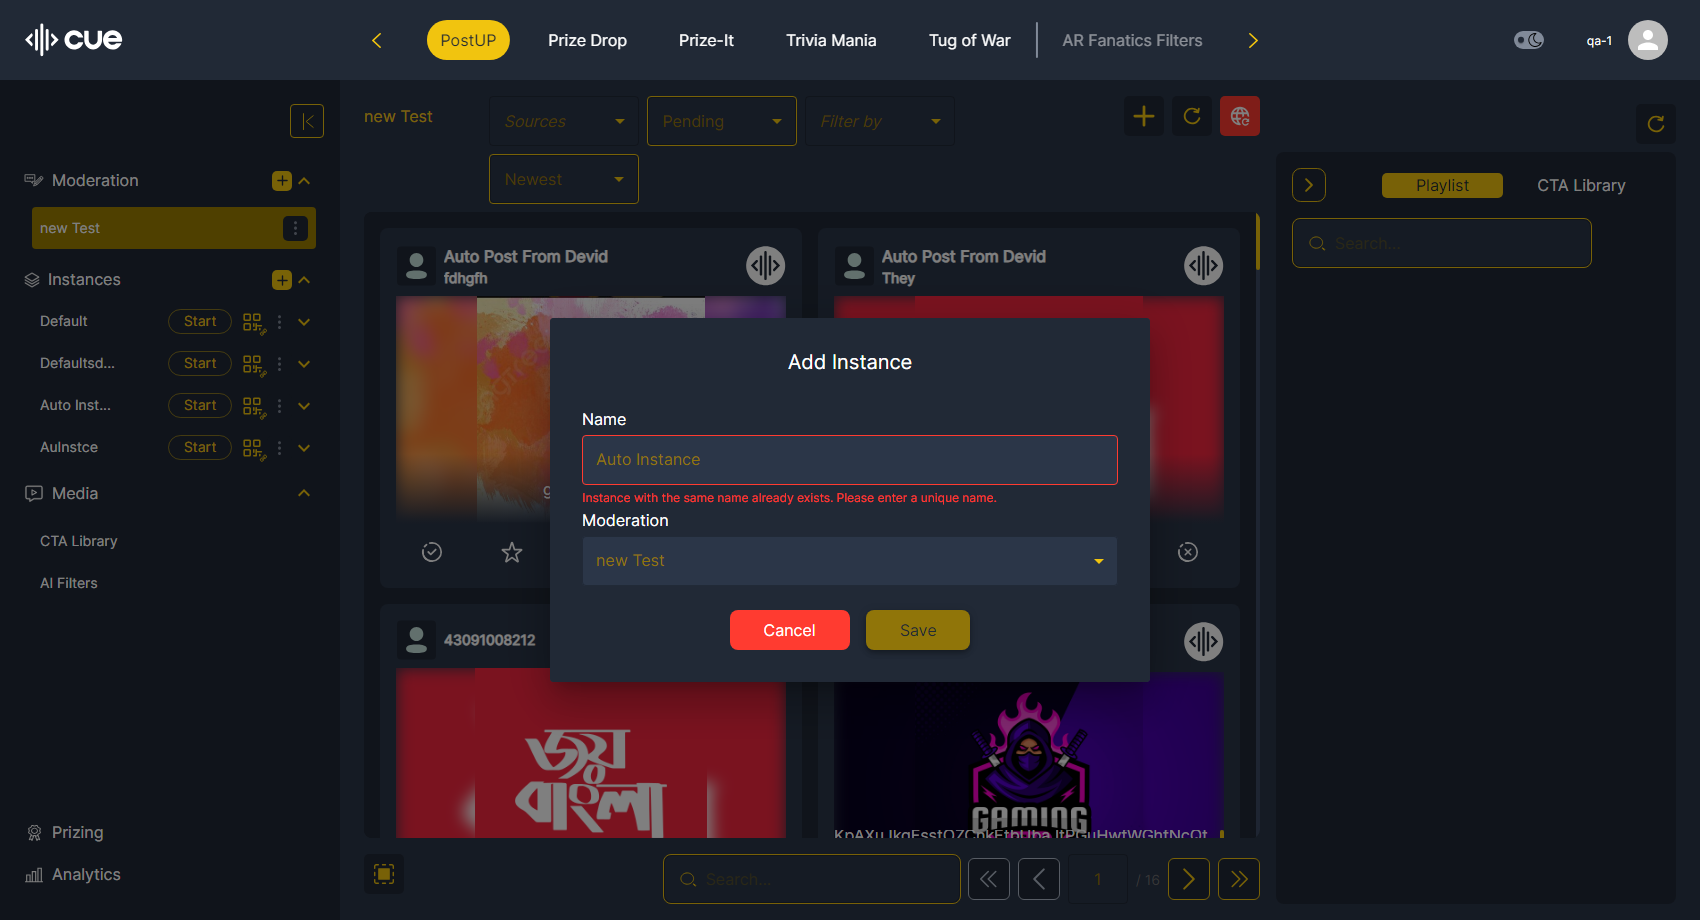 cue
PostUP
Prize Drop
Prize-It
Trivia Mania
Tug of War
AR Fanatics Filters
qa-1
new Test
Sources
Pending
Filter by
Newest
Moderation
new Test
Instances
Default
Start
Defaultsd...
Start
Auto Inst...
Start
AuInstce
Start
Media
CTA Library
AI Filters
Prizing
Analytics
Auto Post From Devid
fdhgfh
Auto Post From Devid
They
43091008212
জয়
বাংলা
GAMING
Add Instance
Name
Auto Instance
Instance with the same name already exists. Please enter a unique name.
Moderation
new Test
Cancel
Save
Playlist
CTA Library
Search...
Search...
1
/ 16